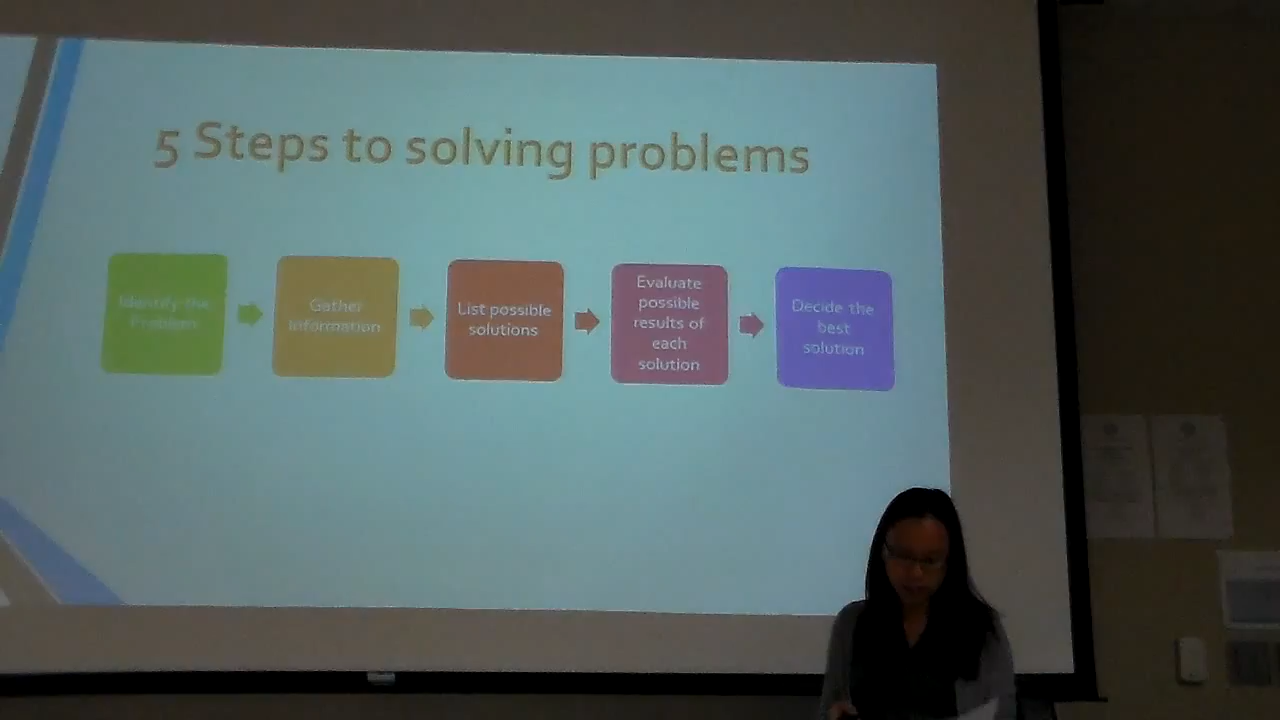 5 Steps to solving problems
Identify the
Problem
Gather
Information
List possible
solutions
Evaluate
possible
results of
each
solution
Decide the
best
solution